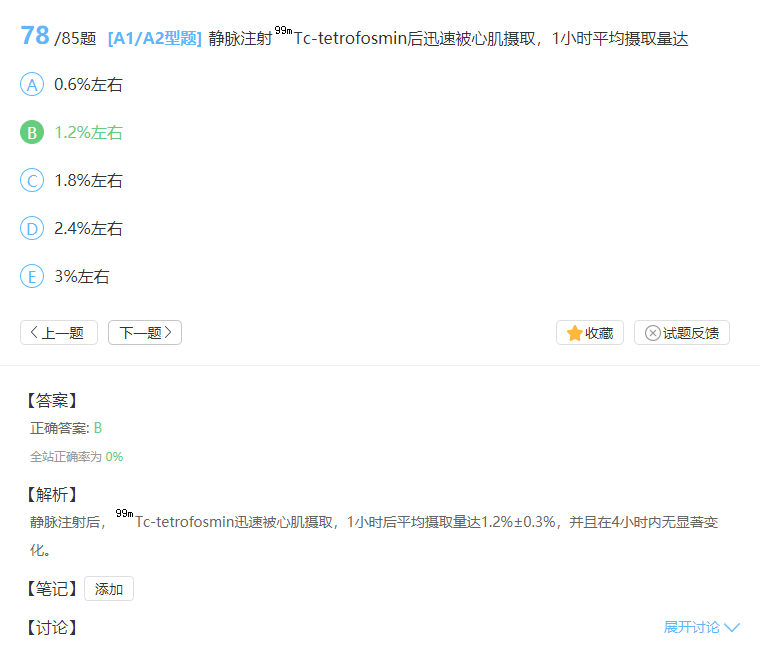 78 /85题 [A1/A2型题] 静脉注射99mTc-tetrofosmin后迅速被心肌摄取，1小时平均摄取量达
A 0.6%左右
B 1.2%左右
C 1.8%左右
D 2.4%左右
E 3%左右
上一题 下一题 收藏 试题反馈
【答案】
正确答案: B
全站正确率为 0%
【解析】
静脉注射后，99mTc-tetrofosmin迅速被心肌摄取，1小时后平均摄取量达1.2%±0.3%，并且在4小时内无显著变
化。
【笔记】 添加
【讨论】 展开讨论